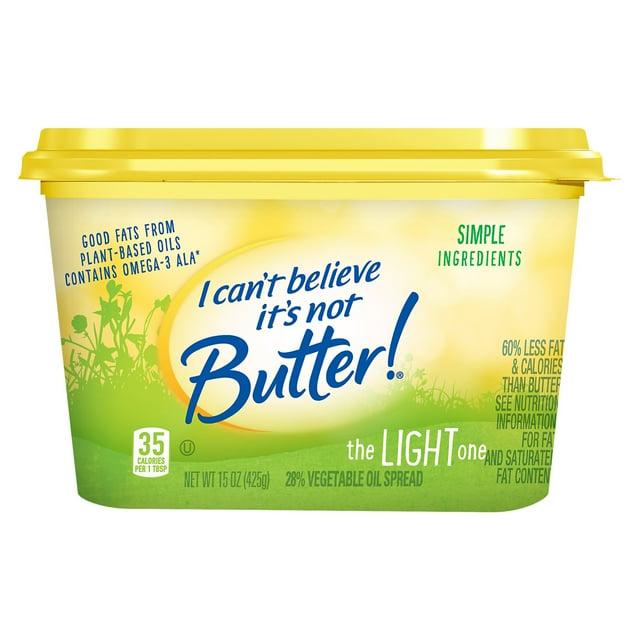 GOOD FATS FROM
PLANT-BASED OILS
CONTAINS OMEGA-3 ALA*
SIMPLE
INGREDIENTS
I can't believe
it's not
Butter!®
60% LESS FAT
& CALORIES
THAN BUTTER
SEE NUTRITION
INFORMATION
FOR FAT
AND SATURATE
FAT CONTEN
the LIGHT one
35
CALORIES
PER 1 TBSP
U
NET WT 15 OZ (425g) 28% VEGETABLE OIL SPREAD